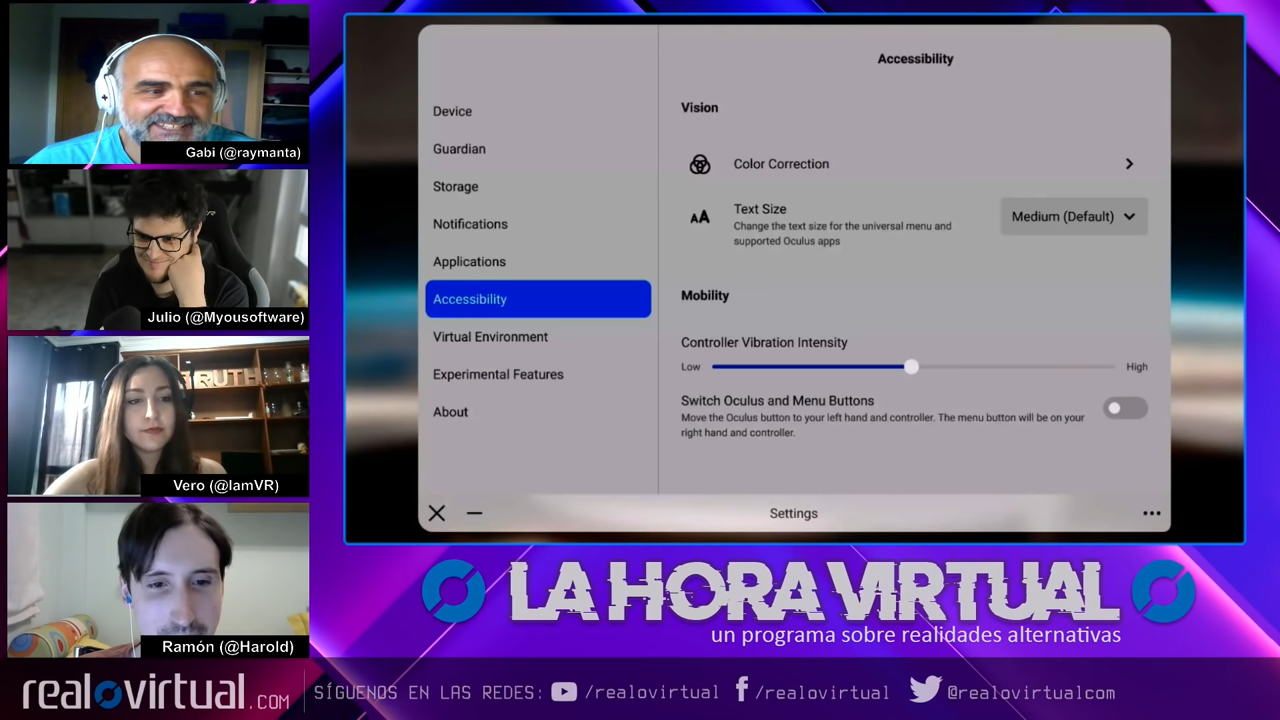 Gabi (@raymanta)
Julio (@Myousoftware)
RUTH
Vero (@IamVR)
Ramón (@Harold)
Device
Guardian
Storage
Notifications
Applications
Accessibility
Virtual Environment
Experimental Features
About
Accessibility
Vision
Color Correction
AA
Text Size
Change the text size for the universal menu and
supported Oculus apps
Medium (Default)
Mobility
Controller Vibration Intensity
Low
High
Switch Oculus and Menu Buttons
Move the Oculus button to your left hand and controller. The menu button will be on your
right hand and controller.
Settings
LA HORA VIRTUAL
un programa sobre realidades alternativas
realovirtual.com
SÍGUENOS EN LAS REDES:
/realovirtual
/realovirtual
@realovirtualcom